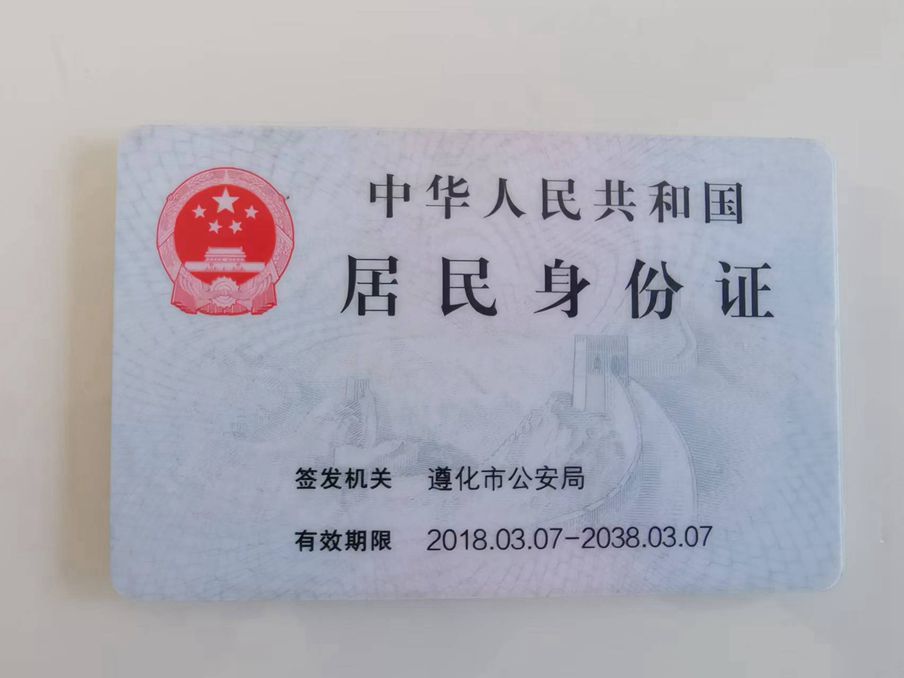 中华人民共和国
居民身份证
签发机关 遵化市公安局
有效期限 2018.03.07-2038.03.07